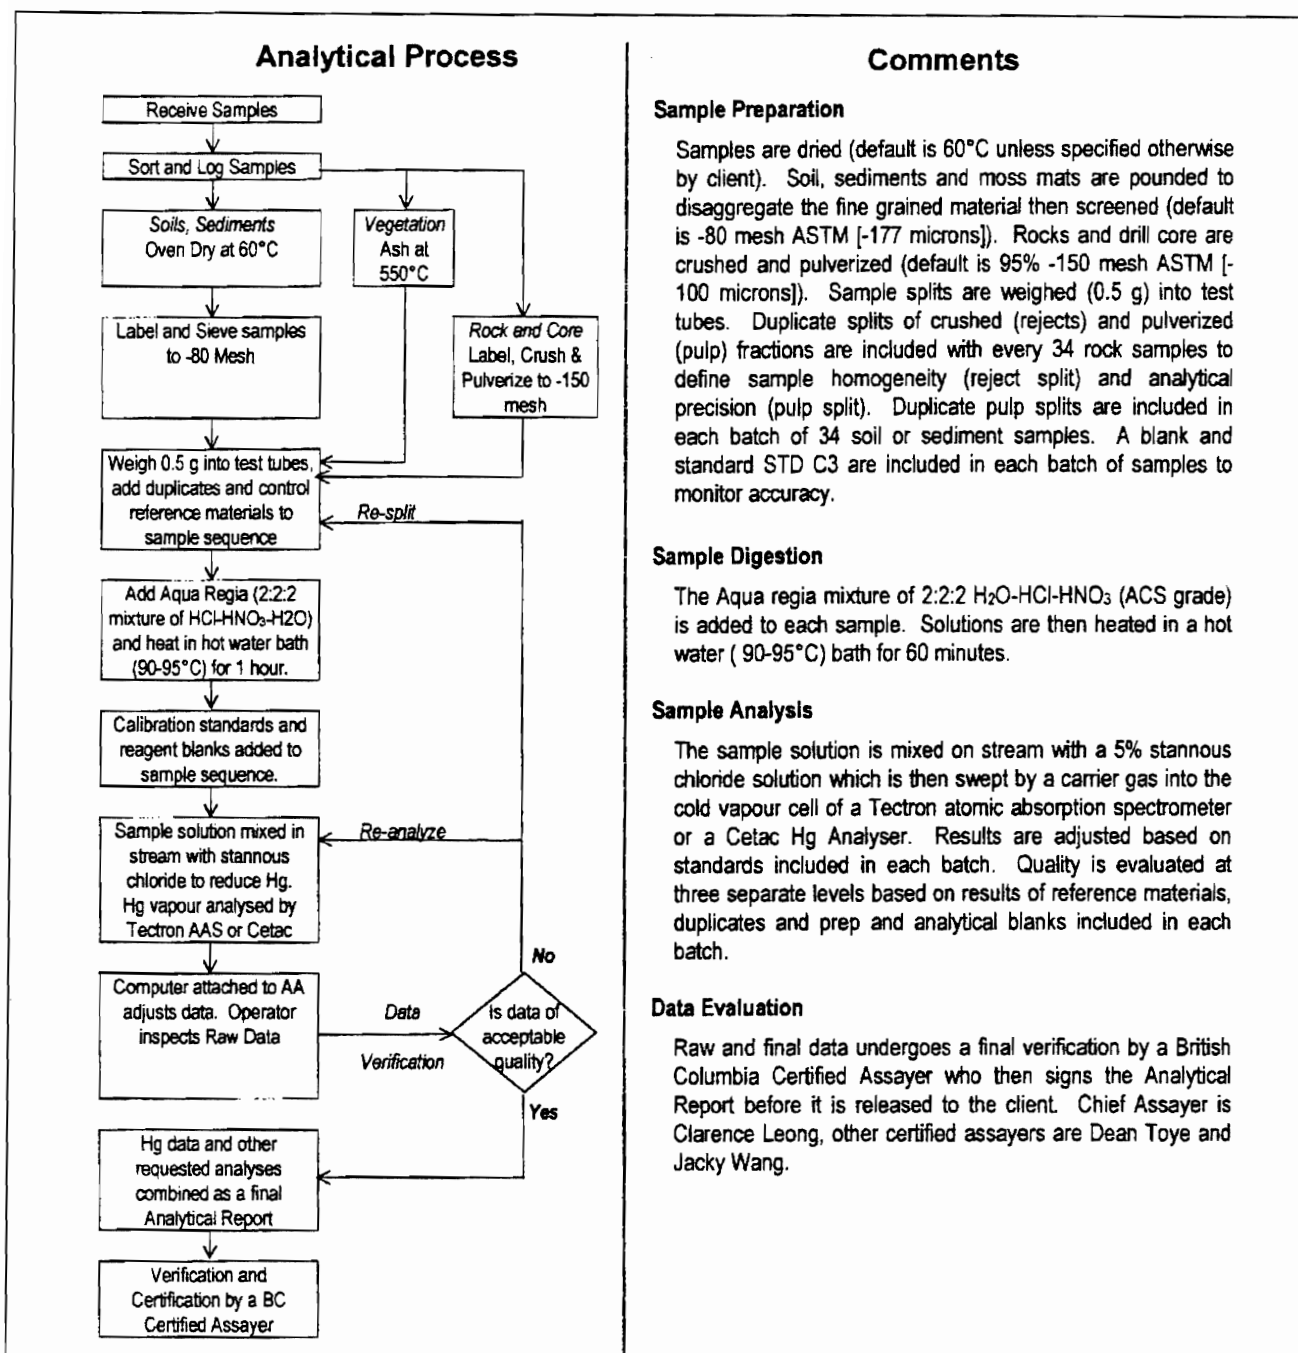 Analytical Process
Receive Samples
Sort and Log Samples
Soils, Sediments
Oven Dry at 60°C
Vegetation
Ash at
550°C
Label and Sieve samples
to -80 Mesh
Rock and Core
Label, Crush &
Pulverize to -150
mesh
Weigh 0.5 g into test tubes,
add duplicates and control
reference materials to
sample sequence
Re-split
Add Aqua Regia (2:2:2
mixture of HCl-HNO₃-H2O)
and heat in hot water bath
(90-95°C) for 1 hour.
Calibration standards and
reagent blanks added to
sample sequence.
Sample solution mixed in
stream with stannous
chloride to reduce Hg.
Hg vapour analysed by
Tectron AAS or Cetac
Re-analyze
No
Computer attached to AA
adjusts data. Operator
inspects Raw Data
Data
Verification
Is data of
acceptable
quality?
Yes
Hg data and other
requested analyses
combined as a final
Analytical Report
Verification and
Certification by a BC
Certified Assayer
Comments
Sample Preparation
Samples are dried (default is 60°C unless specified otherwise
by client). Soil, sediments and moss mats are pounded to
disaggregate the fine grained material then screened (default
is -80 mesh ASTM [-177 microns]). Rocks and drill core are
crushed and pulverized (default is 95% -150 mesh ASTM [-
100 microns]). Sample splits are weighed (0.5 g) into test
tubes. Duplicate splits of crushed (rejects) and pulverized
(pulp) fractions are included with every 34 rock samples to
define sample homogeneity (reject split) and analytical
precision (pulp split). Duplicate pulp splits are included in
each batch of 34 soil or sediment samples. A blank and
standard STD C3 are included in each batch of samples to
monitor accuracy.
Sample Digestion
The Aqua regia mixture of 2:2:2 H₂O-HCl-HNO₃ (ACS grade)
is added to each sample. Solutions are then heated in a hot
water ( 90-95°C) bath for 60 minutes.
Sample Analysis
The sample solution is mixed on stream with a 5% stannous
chloride solution which is then swept by a carrier gas into the
cold vapour cell of a Tectron atomic absorption spectrometer
or a Cetac Hg Analyser. Results are adjusted based on
standards included in each batch. Quality is evaluated at
three separate levels based on results of reference materials,
duplicates and prep and analytical blanks included in each
batch.
Data Evaluation
Raw and final data undergoes a final verification by a British
Columbia Certified Assayer who then signs the Analytical
Report before it is released to the client. Chief Assayer is
Clarence Leong, other certified assayers are Dean Toye and
Jacky Wang.